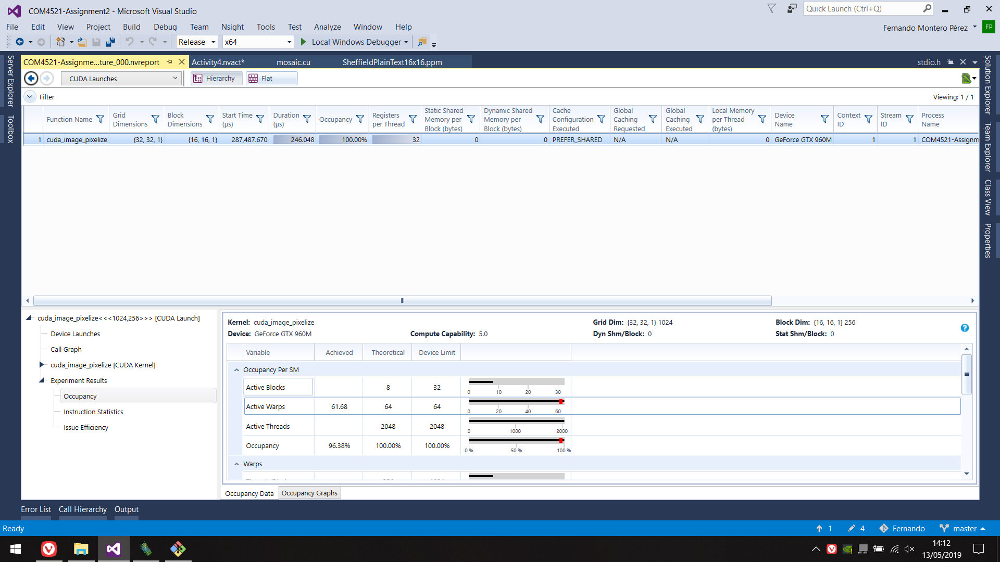 COM4521-Assignment2 - Microsoft Visual Studio
Quick Launch (Ctrl+Q)
File Edit View Project Build Debug Team Nsight Tools Test Analyze Window Help
Fernando Montero Pérez FP
Release x64 Local Windows Debugger
Server Explorer
Toolbox
COM4521-Assignme...ture_000.nvreport Activity4.nvact* mosaic.cu SheffieldPlainText16x16.ppm stdio.h
Solution Explorer
Team Explorer
Class View
Properties
CUDA Launches Hierarchy Flat
Filter Viewing: 1 / 1
Function Name Grid Dimensions Block Dimensions Start Time (µs) Duration (µs) Occupancy Registers per Thread Static Shared Memory per Block (bytes) Dynamic Shared Memory per Block (bytes) Cache Configuration Executed Global Caching Requested Global Caching Executed Local Memory per Thread (bytes) Device Name Context ID Stream ID Process Name
1 cuda_image_pixelize {32, 32, 1} {16, 16, 1} 287,487.670 246.048 100.00% 32 0 0 PREFER_SHARED N/A N/A 0 GeForce GTX 960M 1 1 COM4521-Assignm
cuda_image_pixelize<<<1024,256>>> [CUDA Launch]
Device Launches
Call Graph
cuda_image_pixelize [CUDA Kernel]
Experiment Results
Occupancy
Instruction Statistics
Issue Efficiency
Kernel: cuda_image_pixelize Grid Dim: {32, 32, 1} 1024 Block Dim: {16, 16, 1} 256
Device: GeForce GTX 960M Compute Capability: 5.0 Dyn Shm/Block: 0 Stat Shm/Block: 0
Variable Achieved Theoretical Device Limit
Occupancy Per SM
Active Blocks 8 32
0 10 20 30
Active Warps 61.68 64 64
0 20 40 60
Active Threads 2048 2048
0 1000 2000
Occupancy 96.38% 100.00% 100.00%
0 % 50 % 100 %
Warps
Occupancy Data Occupancy Graphs
Error List Call Hierarchy Output
Ready 1 4 Fernando master
14:12
13/05/2019